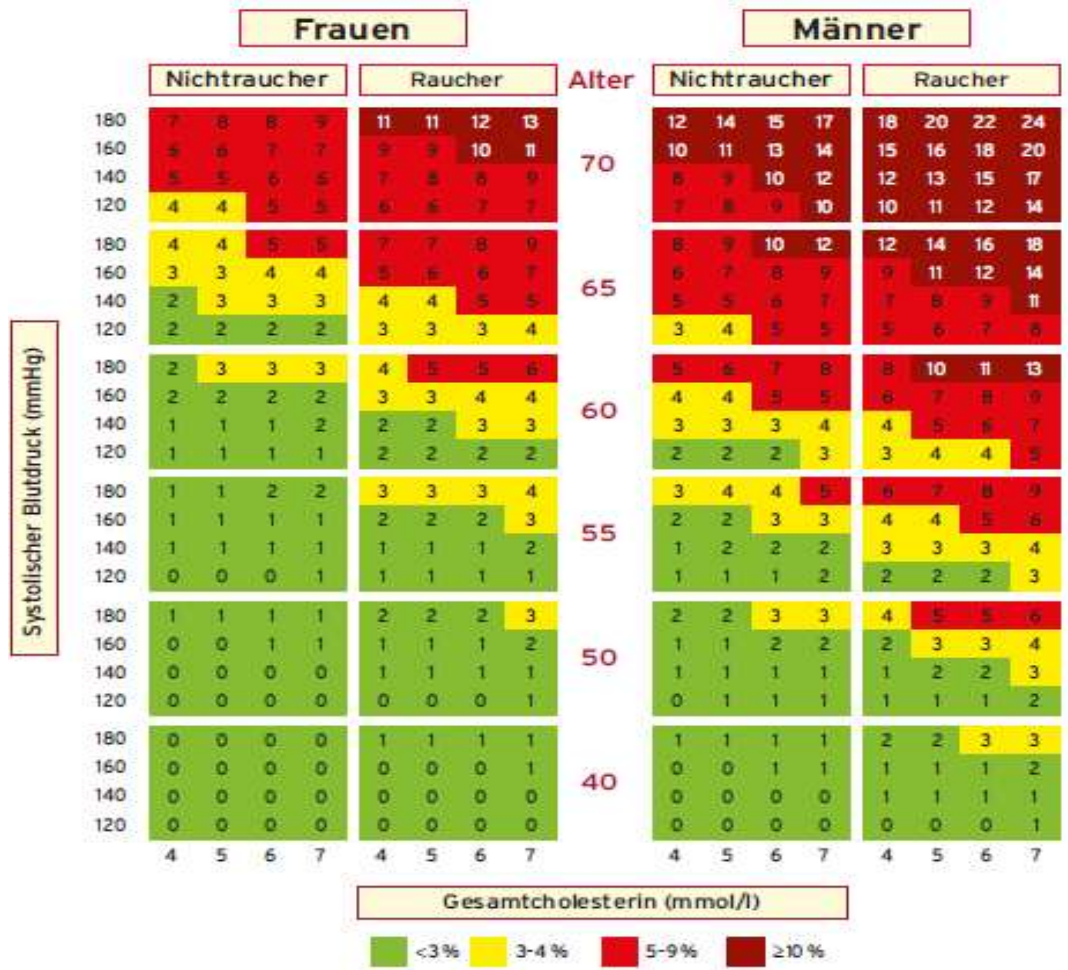 Frauen Männer
Nichtraucher Raucher Alter Nichtraucher Raucher
180 7 8 8 9 11 11 12 13 12 14 15 17 18 20 22 24
160 6 6 7 7 9 9 10 11 10 11 13 14 15 16 18 20
70
140 5 5 6 6 7 8 8 9 8 9 10 12 12 13 15 17
120 4 4 5 5 6 6 7 7 7 8 9 10 10 11 12 14
180 4 4 5 5 7 7 8 9 8 9 10 12 12 14 16 18
160 3 3 4 4 5 6 6 7 6 7 8 9 9 11 12 14
65
140 2 3 3 3 4 4 5 5 5 5 6 7 7 8 9 11
120 2 2 2 2 3 3 3 4 3 4 5 5 5 6 7 8
180 2 3 3 3 4 5 5 6 5 6 7 8 8 10 11 13
160 2 2 2 2 3 3 4 4 4 4 5 5 6 7 8 9
60
140 1 1 1 2 2 2 3 3 3 3 3 4 4 5 6 7
120 1 1 1 1 2 2 2 2 2 2 2 3 3 4 4 5
180 1 1 2 2 3 3 3 4 3 4 4 5 6 7 8 9
160 1 1 1 1 2 2 2 3 2 2 3 3 4 4 5 6
55
140 1 1 1 1 1 1 1 2 1 2 2 2 3 3 3 4
120 0 0 0 1 1 1 1 1 1 1 1 2 2 2 2 3
180 1 1 1 1 2 2 2 3 2 2 3 3 4 5 5 6
160 0 0 1 1 1 1 1 2 1 1 2 2 2 3 3 4
50
140 0 0 0 0 1 1 1 1 1 1 1 1 1 2 2 3
120 0 0 0 0 0 0 0 1 0 1 1 1 1 1 1 2
180 0 0 0 0 1 1 1 1 1 1 1 1 2 2 3 3
160 0 0 0 0 0 0 0 1 0 0 1 1 1 1 1 2
40
140 0 0 0 0 0 0 0 0 0 0 0 0 1 1 1 1
120 0 0 0 0 0 0 0 0 0 0 0 0 0 0 0 1
4 5 6 7 4 5 6 7 4 5 6 7 4 5 6 7
Systolischer Blutdruck (mmHg)
Gesamtcholesterin (mmol/l)
<3% 3-4% 5-9% ≥10%